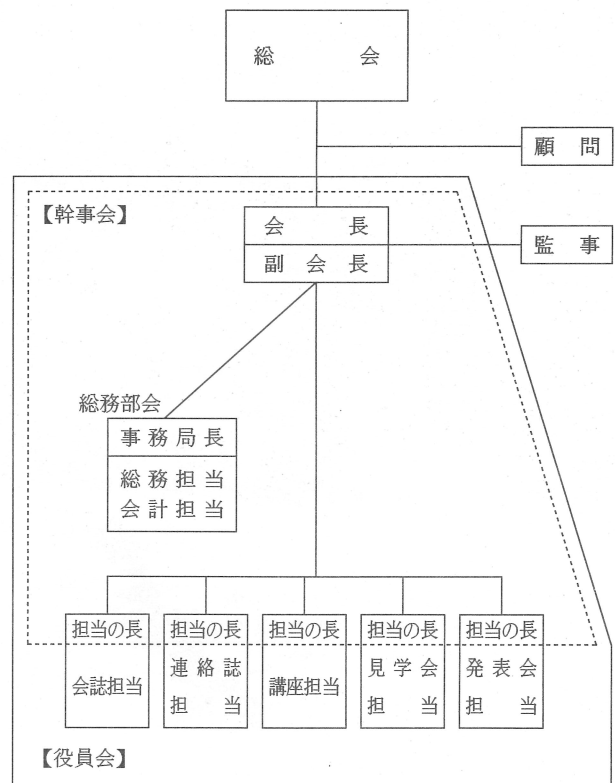 総会
顧問
【幹事会】
会長
副会長
監事
総務部会
事務局長
総務担当
会計担当
担当の長
会誌担当
担当の長
連絡誌
担当
担当の長
講座担当
担当の長
見学会
担当
担当の長
発表会
担当
【役員会】